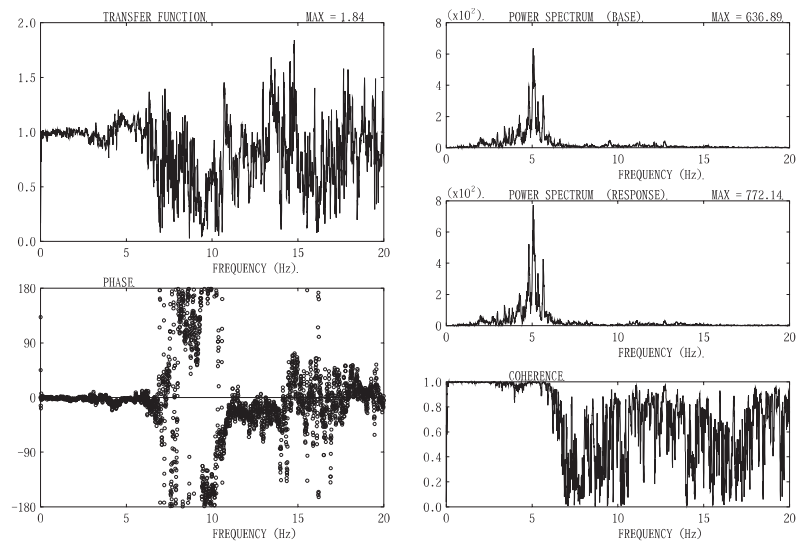 TRANSFER FUNCTION. MAX = 1.84
2.0
1.5
1.0
0.5
0.0
0 5 10 15 20
FREQUENCY (Hz).
PHASE.
180
90
0
-90
-180
0 5 10 15 20
FREQUENCY (Hz)
(x10²). POWER SPECTRUM (BASE). MAX = 636.89.
8
6
4
2
0
0 5 10 15 20
FREQUENCY (Hz).
(x10²). POWER SPECTRUM (RESPONSE). MAX = 772.14.
8
6
4
2
0
0 5 10 15 20
FREQUENCY (Hz).
COHERENCE.
1.0
0.8
0.6
0.4
0.2
0.0
0 5 10 15 20
FREQUENCY (Hz).